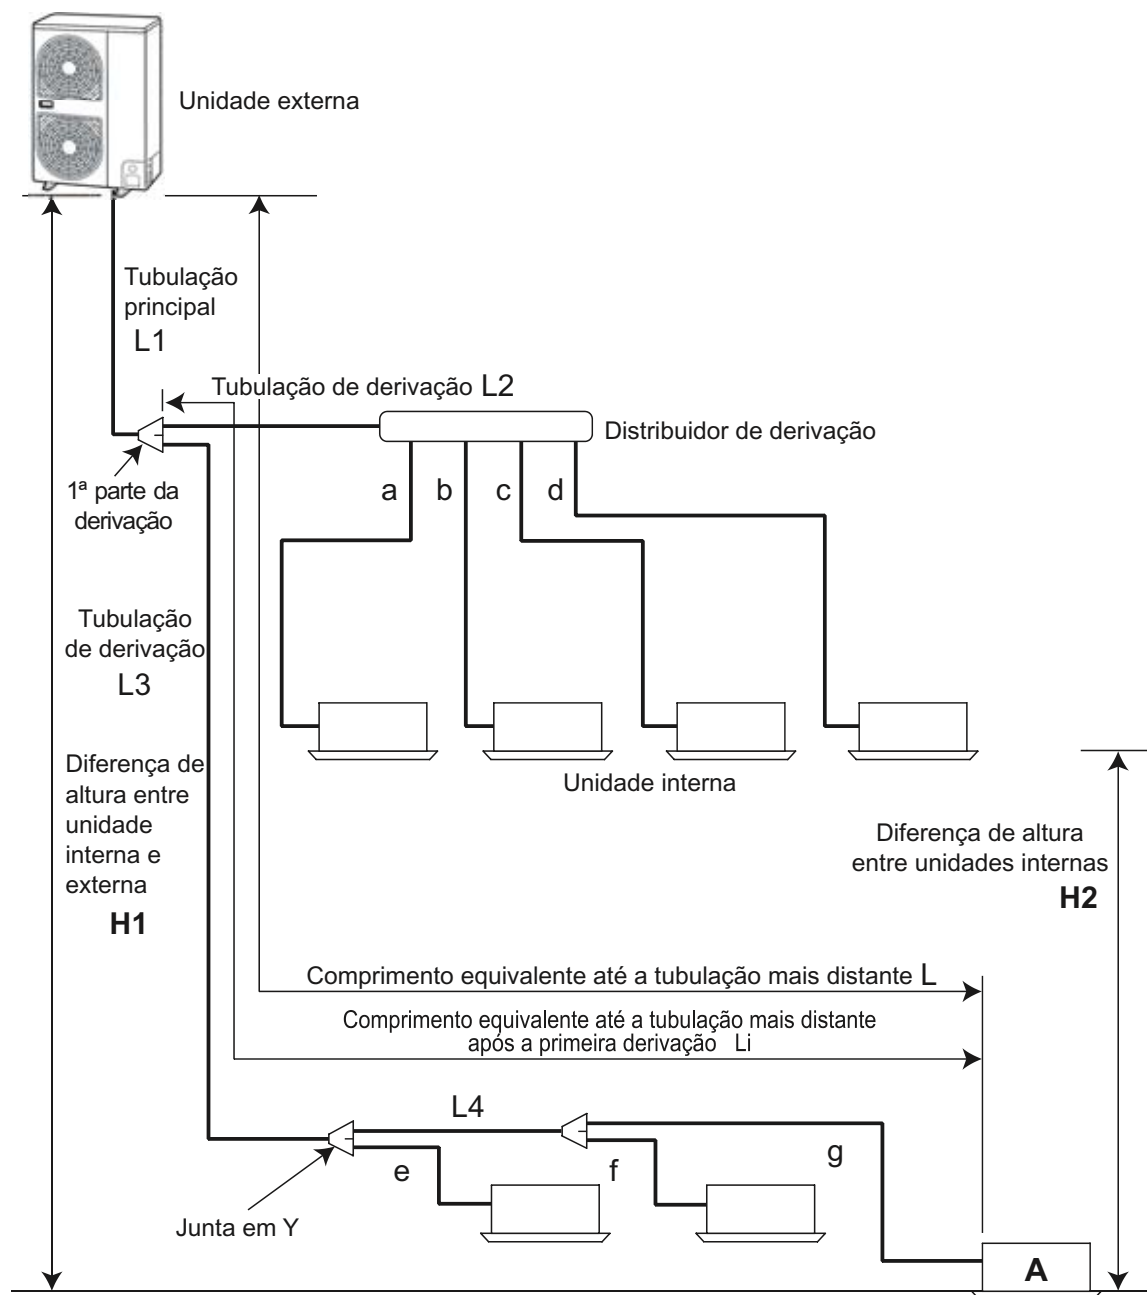 Unidade externa
Tubulação
principal
L1
Tubulação de derivação L2
Distribuidor de derivação
a b c d
1ª parte da
derivação
Tubulação
de derivação
L3
Unidade interna
Diferença de
altura entre
unidade
interna e
externa
H1
Diferença de altura
entre unidades internas
H2
Comprimento equivalente até a tubulação mais distante L
Comprimento equivalente até a tubulação mais distante
após a primeira derivação Li
L4
e f g
Junta em Y
A